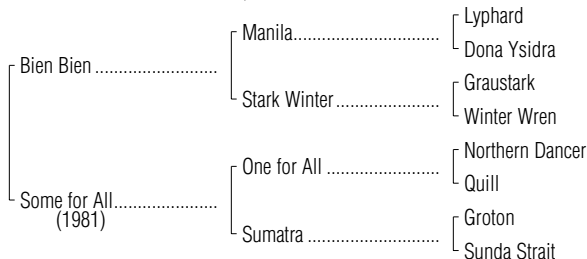 Lyphard
Manila..................................
Dona Ysidra
Bien Bien ............................
Graustark
Stark Winter........................
Winter Wren
Northern Dancer
One for All .........................
Quill
Some for All.......................
(1981)
Groton
Sumatra ..............................
Sunda Strait